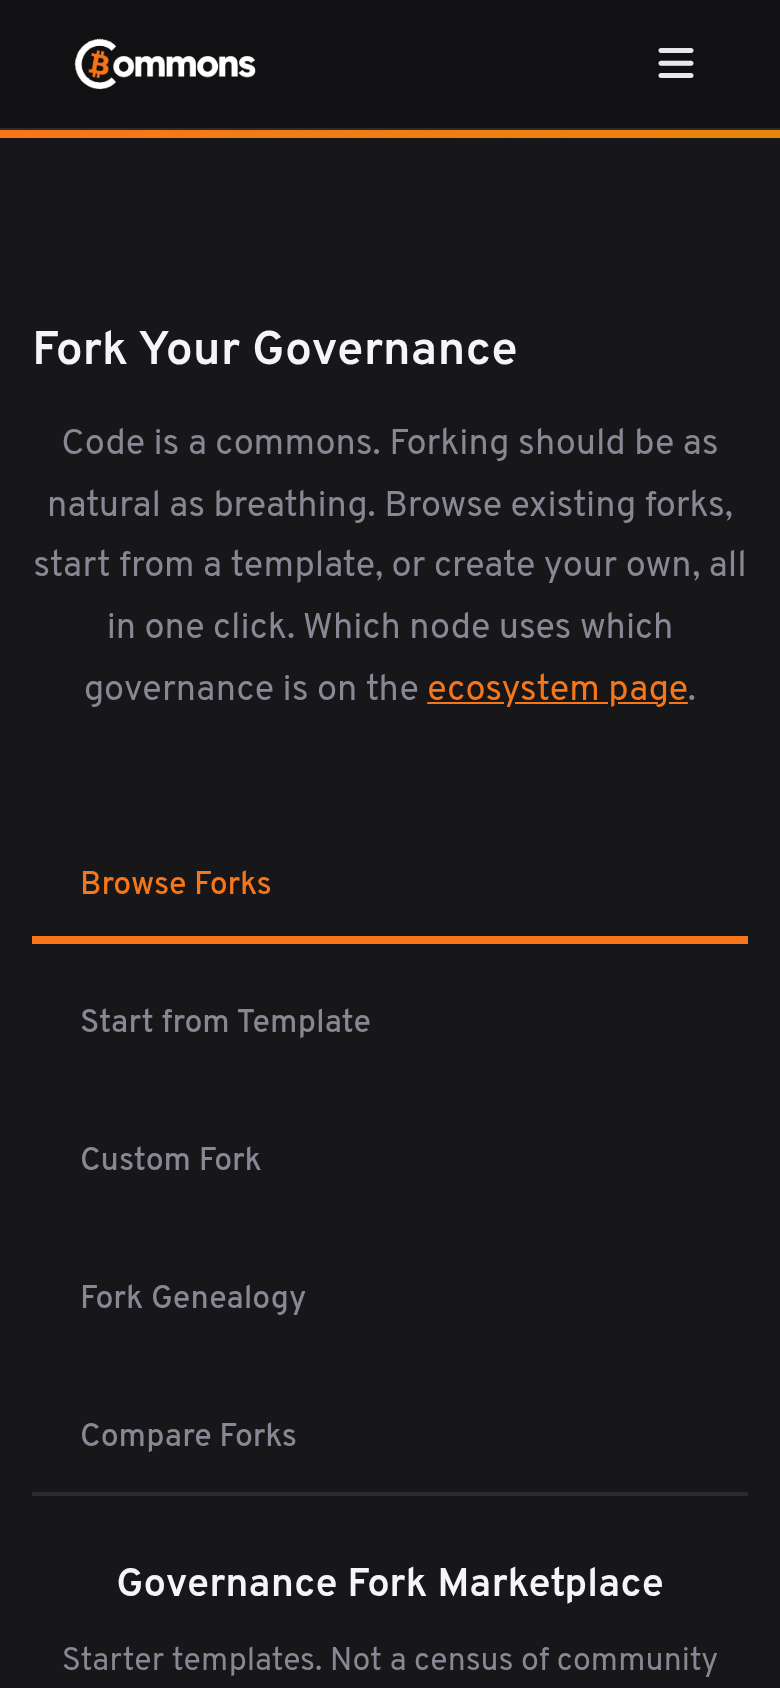 Commons
Fork Your Governance
Code is a commons. Forking should be as
natural as breathing. Browse existing forks,
start from a template, or create your own, all
in one click. Which node uses which
governance is on the ecosystem page.
Browse Forks
Start from Template
Custom Fork
Fork Genealogy
Compare Forks
Governance Fork Marketplace
Starter templates. Not a census of community